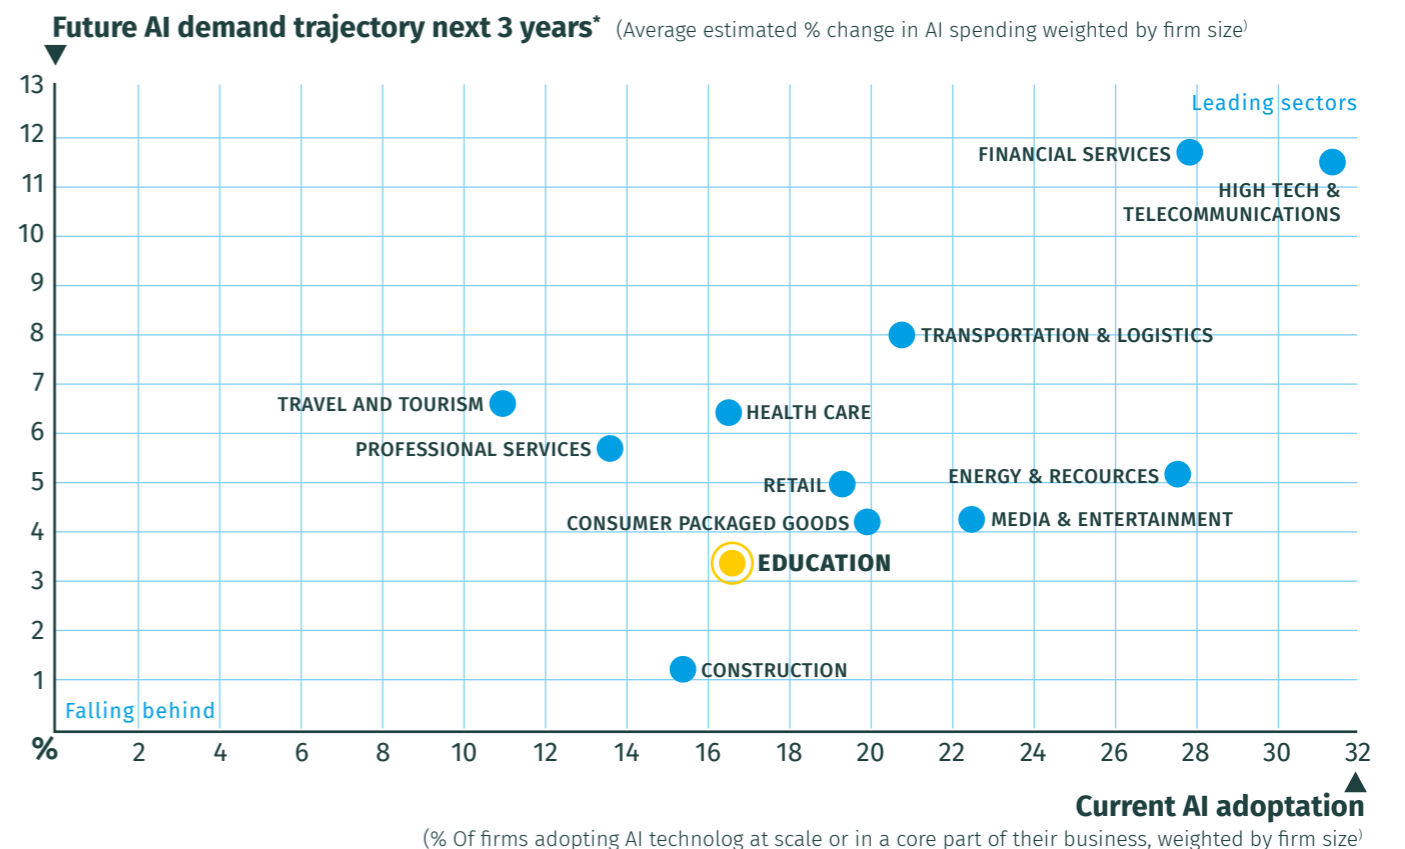 Future AI demand trajectory next 3 years* (Average estimated % change in AI spending weighted by firm size)
13
Leading sectors
12
FINANCIAL SERVICES
11
HIGH TECH &
TELECOMMUNICATIONS
10
9
8
TRANSPORTATION & LOGISTICS
7
TRAVEL AND TOURISM
HEALTH CARE
6
PROFESSIONAL SERVICES
5
RETAIL
ENERGY & RECOURCES
CONSUMER PACKAGED GOODS
MEDIA & ENTERTAINMENT
4
EDUCATION
3
2
CONSTRUCTION
1
Falling behind
% 2 4 6 8 10 12 14 16 18 20 22 24 26 28 30 32
Current AI adoptation
(% Of firms adopting AI technolog at scale or in a core part of their business, weighted by firm size)